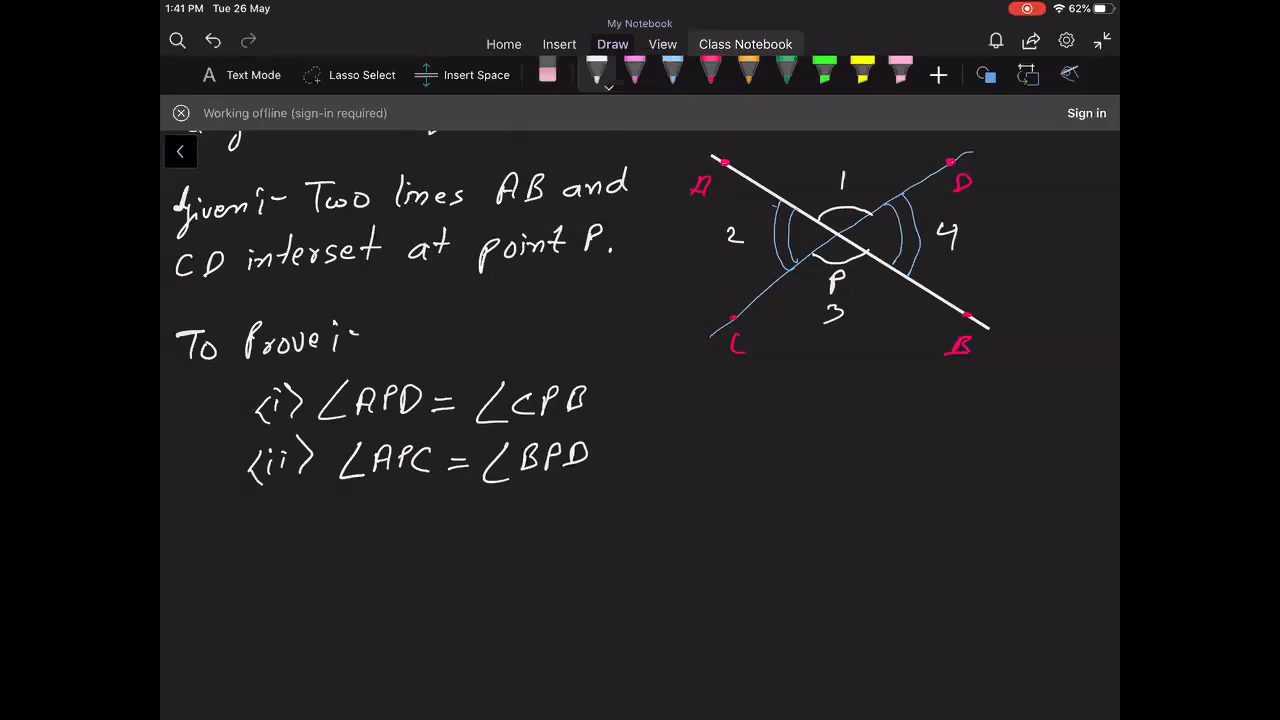 1:41 PM Tue 26 May
62%
My Notebook
Home Insert Draw View Class Notebook
Text Mode Lasso Select Insert Space
Working offline (sign-in required)
Sign in
Given:- Two lines AB and
CD interset at point P.
To Prove:-
<i> ∠APD = ∠CPB
<ii> ∠APC = ∠BPD
A
1
D
2
4
P
3
C
B